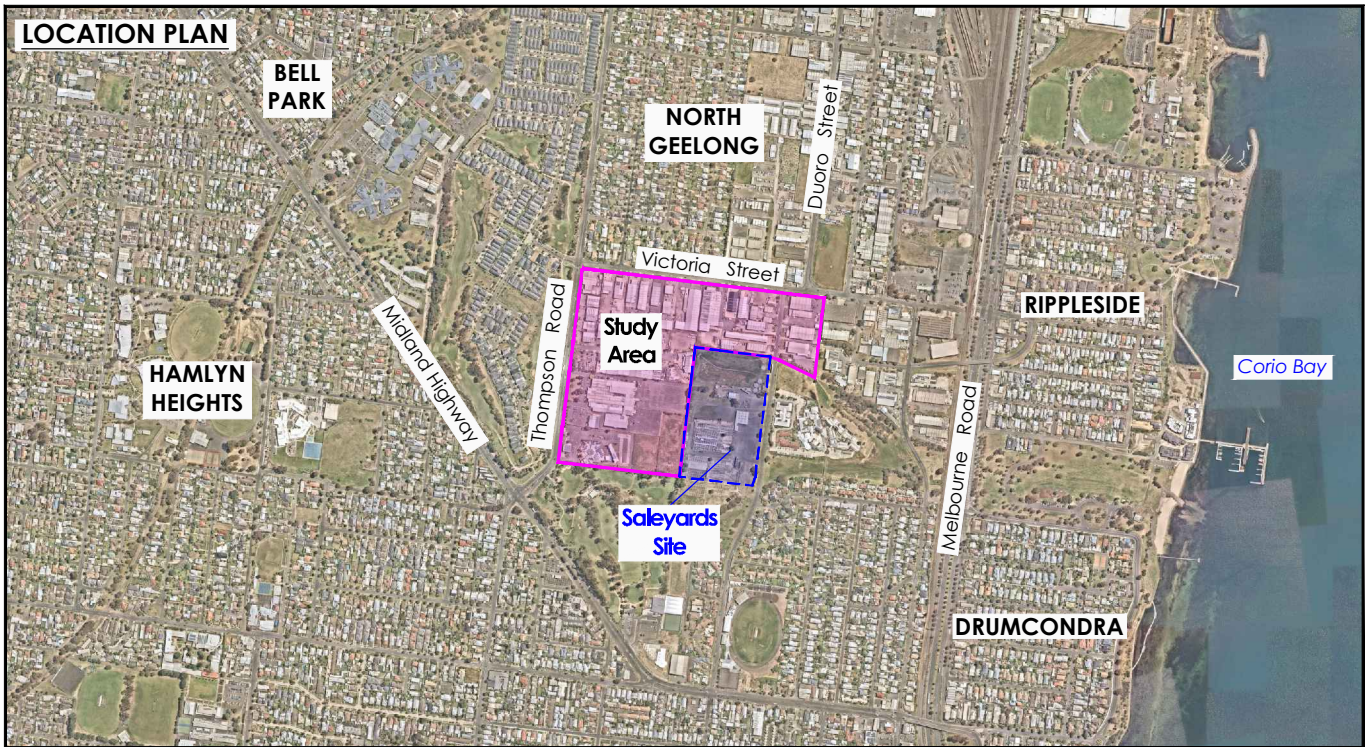 LOCATION PLAN
BELL
PARK
NORTH
GEELONG
Duoro Street
Victoria Street
Thompson Road
Study
Area
RIPPLESIDE
Corio Bay
HAMLYN
HEIGHTS
Midland Highway
Melbourne Road
Saleyards
Site
DRUMCONDRA